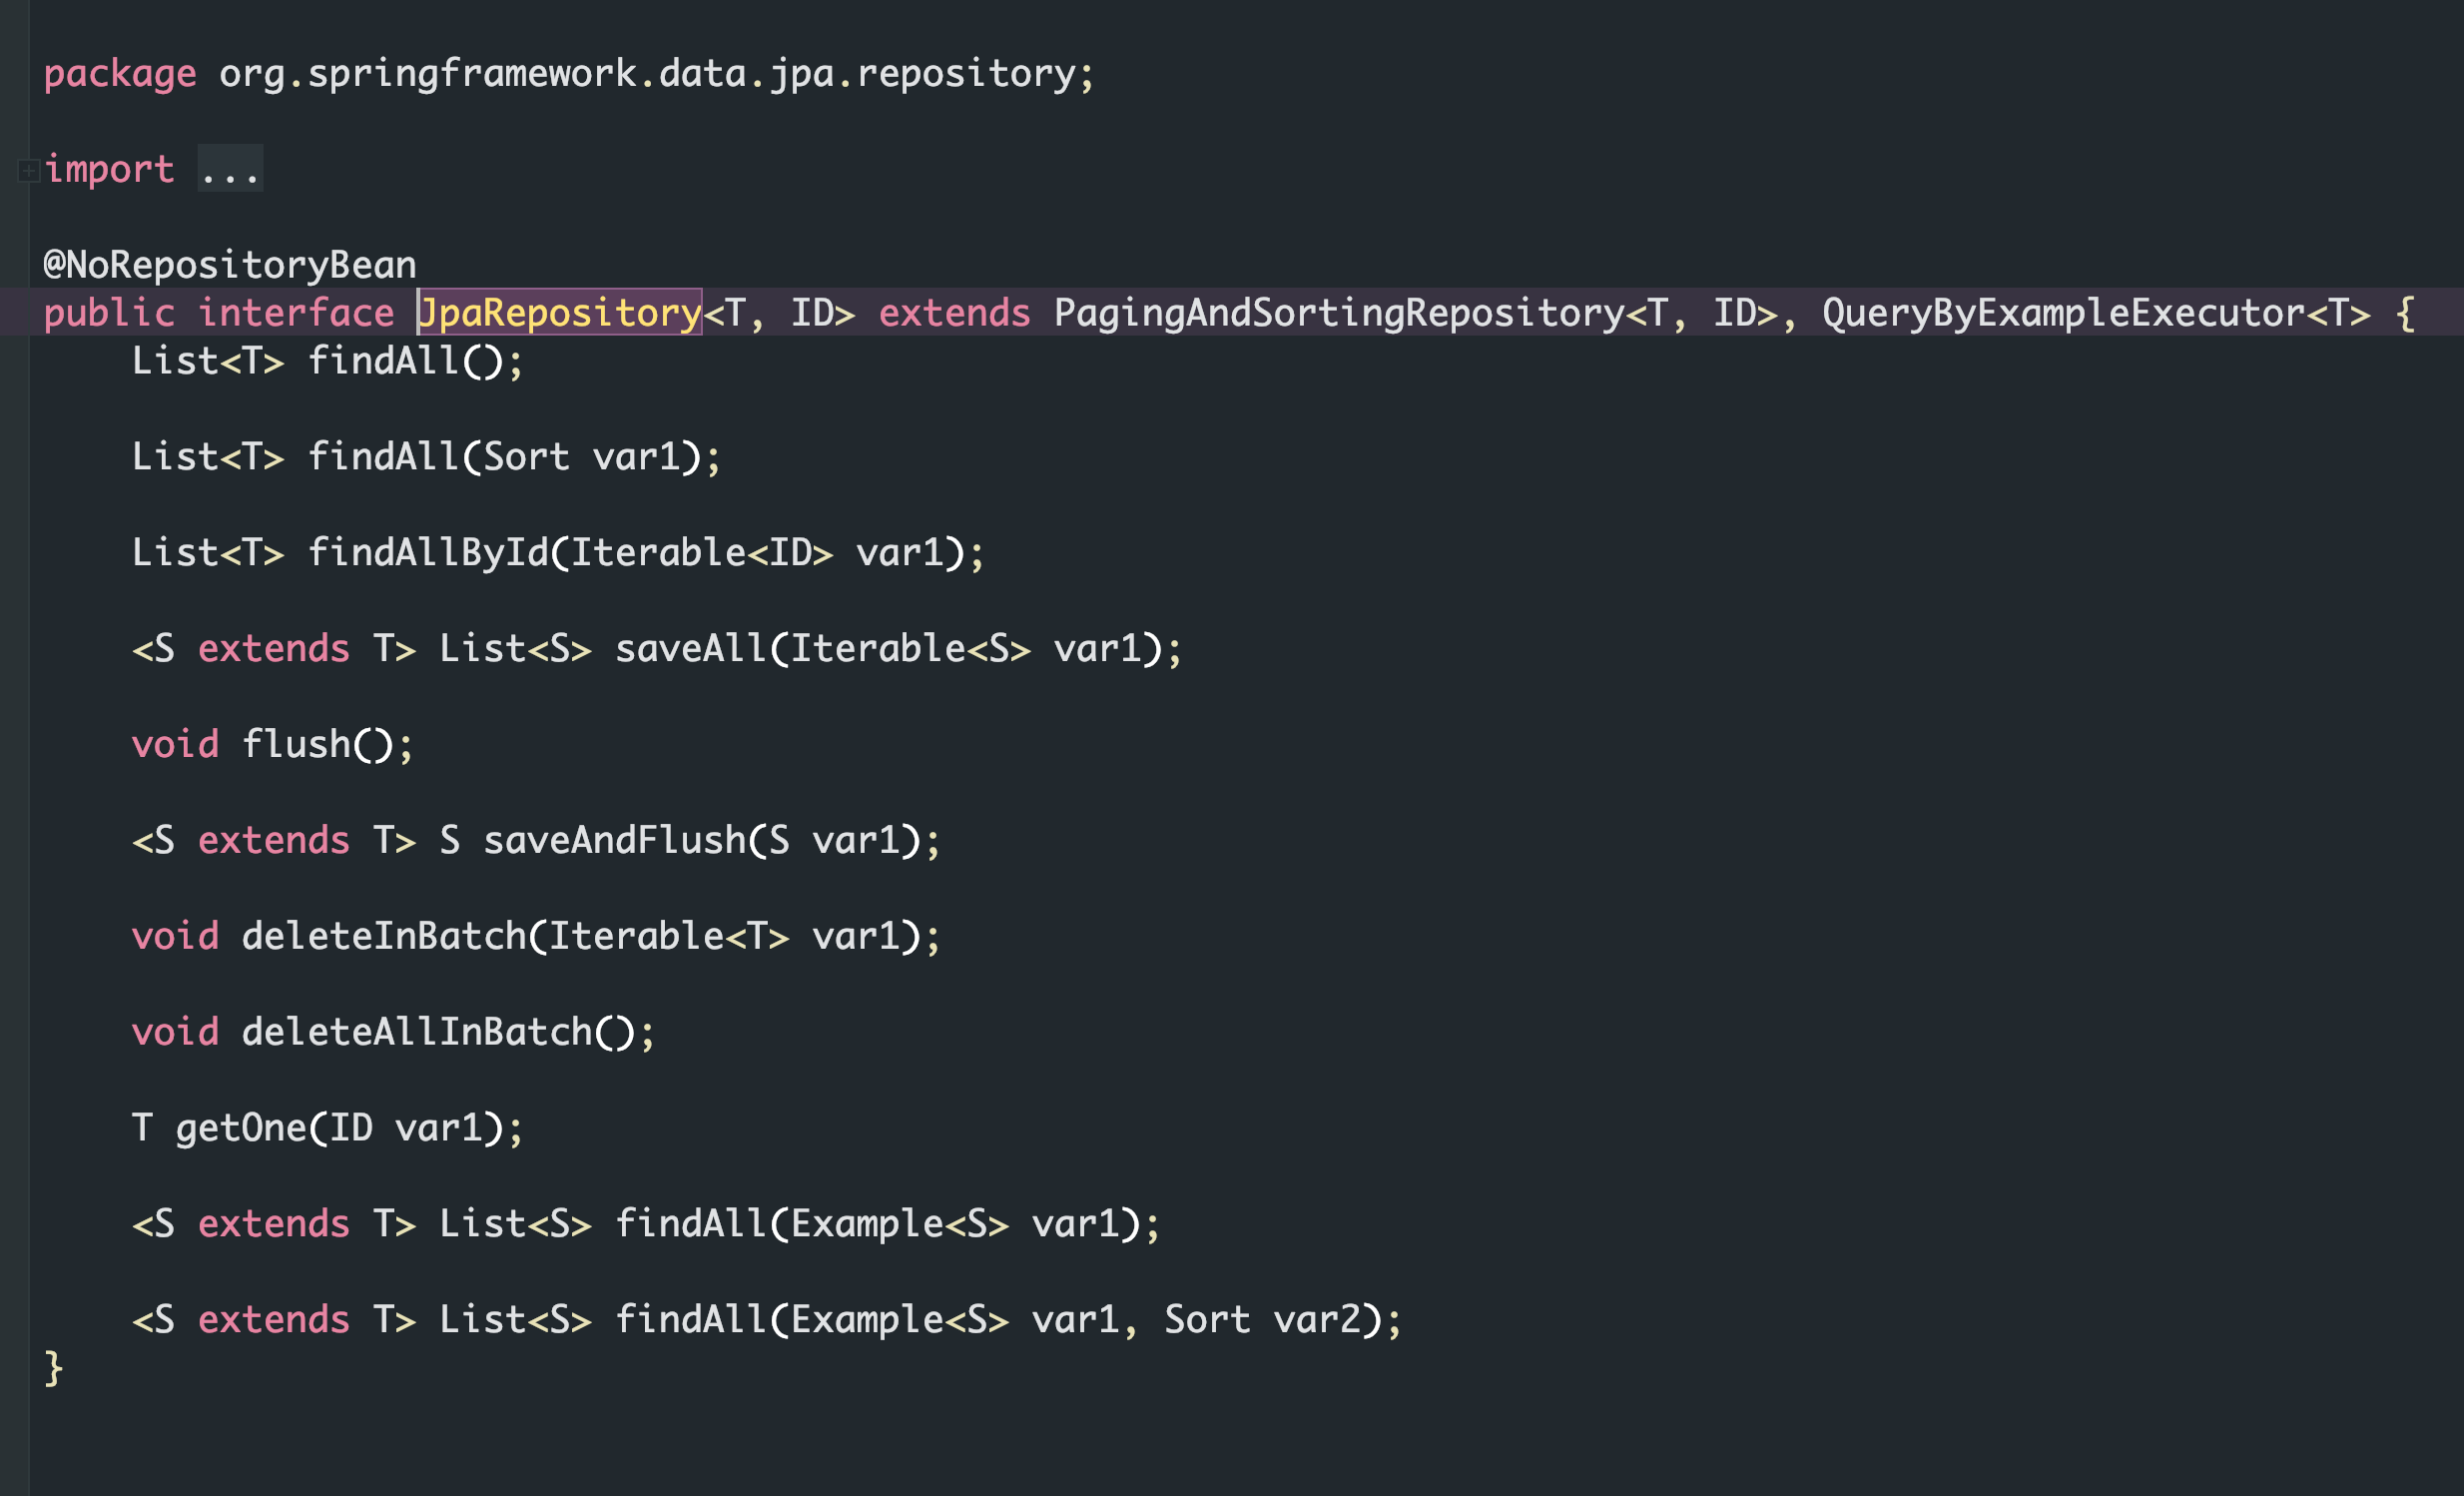 package org.springframework.data.jpa.repository;
import ...
@NoRepositoryBean
public interface JpaRepository<T, ID> extends PagingAndSortingRepository<T, ID>, QueryByExampleExecutor<T> {
    List<T> findAll();
    List<T> findAll(Sort var1);
    List<T> findAllById(Iterable<ID> var1);
    <S extends T> List<S> saveAll(Iterable<S> var1);
    void flush();
    <S extends T> S saveAndFlush(S var1);
    void deleteInBatch(Iterable<T> var1);
    void deleteAllInBatch();
    T getOne(ID var1);
    <S extends T> List<S> findAll(Example<S> var1);
    <S extends T> List<S> findAll(Example<S> var1, Sort var2);
}